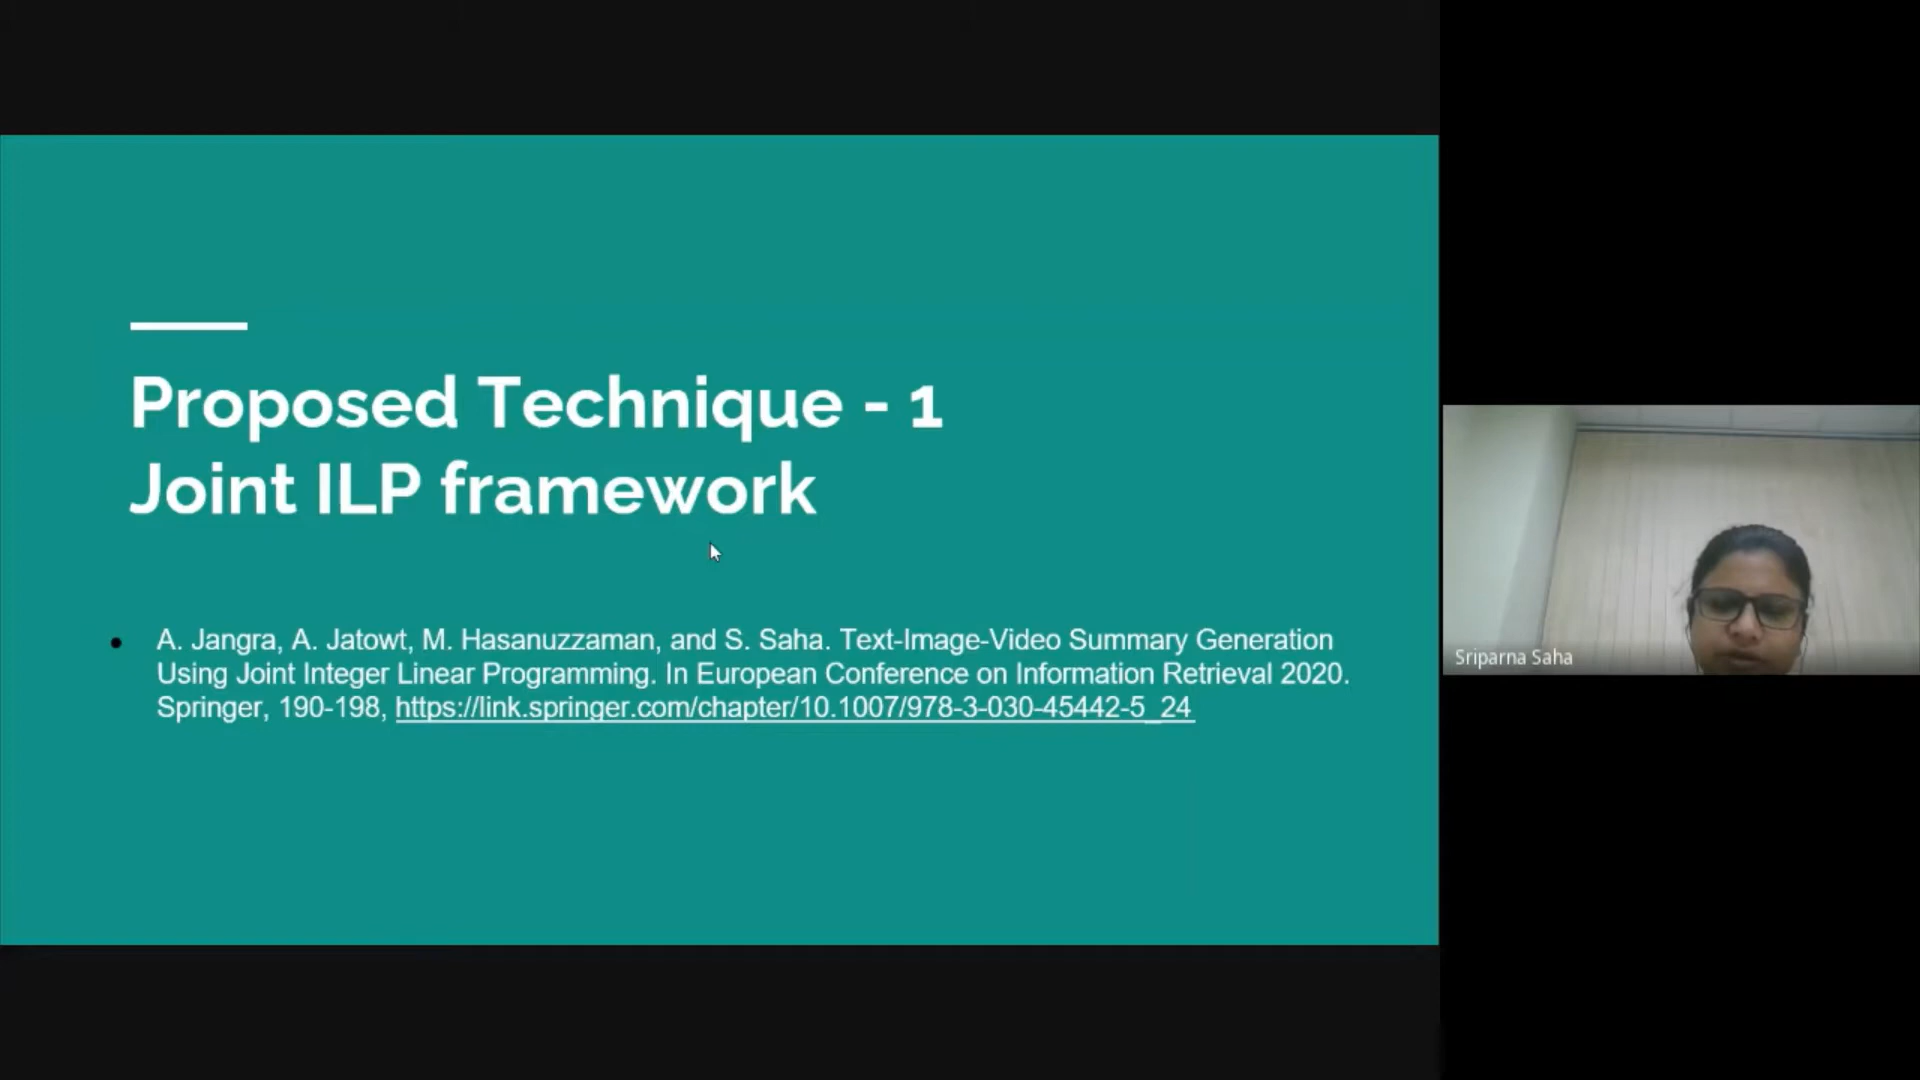 Proposed Technique - 1
Joint ILP framework
A. Jangra, A. Jatowt, M. Hasanuzzaman, and S. Saha. Text-Image-Video Summary Generation
Using Joint Integer Linear Programming. In European Conference on Information Retrieval 2020.
Springer, 190-198, https://link.springer.com/chapter/10.1007/978-3-030-45442-5_24
Sriparna Saha